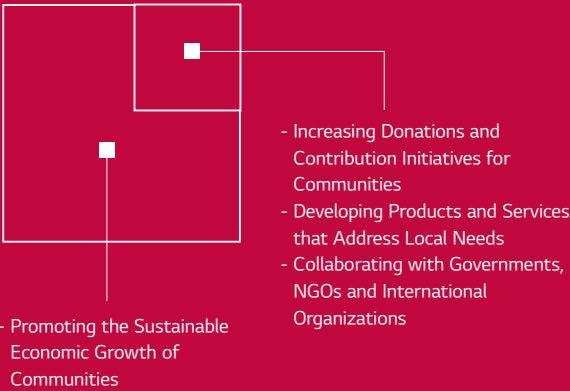 - Increasing Donations and
Contribution Initiatives for
Communities
- Developing Products and Services
that Address Local Needs
- Collaborating with Governments,
NGOs and International
Organizations
- Promoting the Sustainable
Economic Growth of
Communities